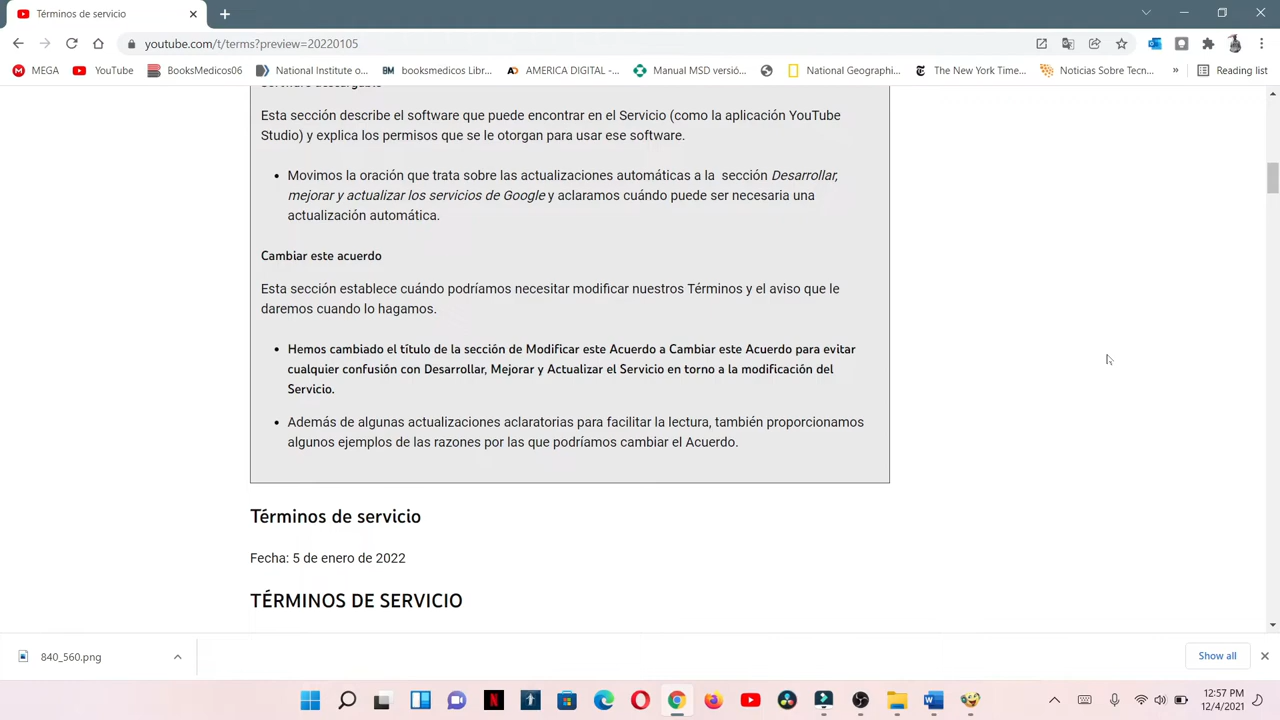 Términos de servicio
youtube.com/t/terms?preview=20220105
MEGA
YouTube
BooksMedicos06
National Institute o...
booksmedicos Libr...
AMERICA DIGITAL -...
Manual MSD versió...
National Geographi...
The New York Time...
Noticias Sobre Tecn...
»
Reading list
Esta sección describe el software que puede encontrar en el Servicio (como la aplicación YouTube
Studio) y explica los permisos que se le otorgan para usar ese software.
• Movimos la oración que trata sobre las actualizaciones automáticas a la sección Desarrollar,
mejorar y actualizar los servicios de Google y aclaramos cuándo puede ser necesaria una
actualización automática.
Cambiar este acuerdo
Esta sección establece cuándo podríamos necesitar modificar nuestros Términos y el aviso que le
daremos cuando lo hagamos.
• Hemos cambiado el título de la sección de Modificar este Acuerdo a Cambiar este Acuerdo para evitar
cualquier confusión con Desarrollar, Mejorar y Actualizar el Servicio en torno a la modificación del
Servicio.
• Además de algunas actualizaciones aclaratorias para facilitar la lectura, también proporcionamos
algunos ejemplos de las razones por las que podríamos cambiar el Acuerdo.
Términos de servicio
Fecha: 5 de enero de 2022
TÉRMINOS DE SERVICIO
840_560.png
Show all
12:57 PM
12/4/2021